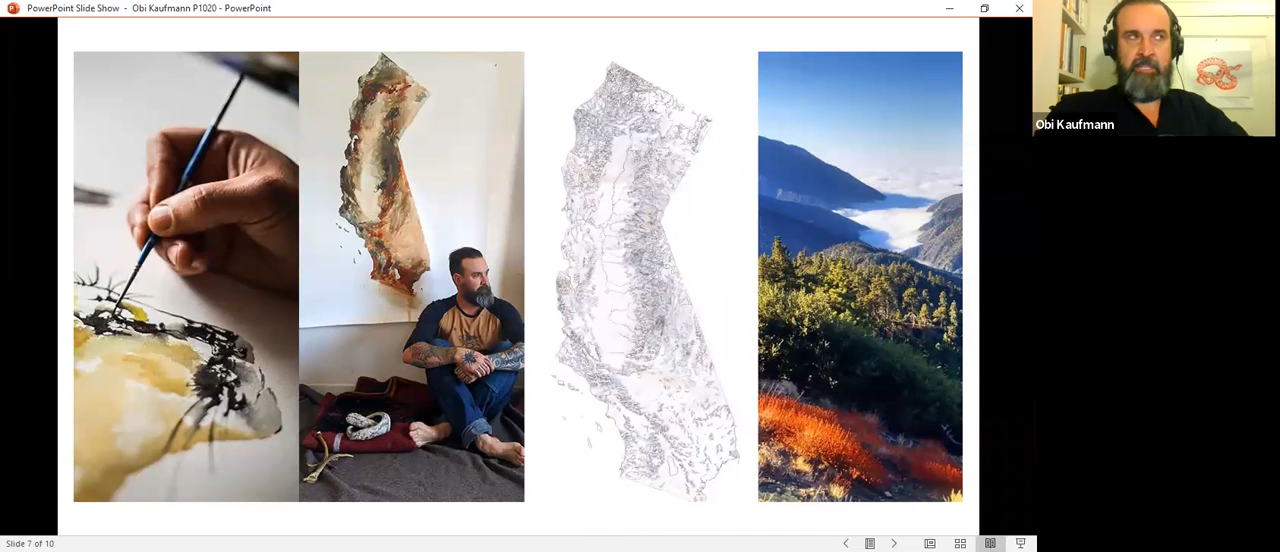 PowerPoint Slide Show - Obi Kaufmann P1020 - PowerPoint
Obi Kaufmann
Slide 7 of 10